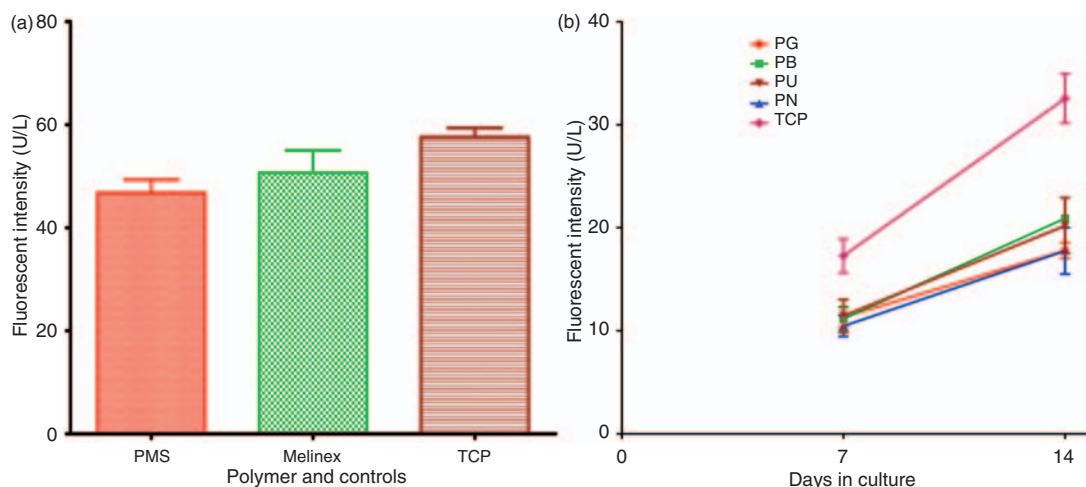 (a)
80
60
40
20
0
Fluorescent intensity (U/L)
PMS Melinex TCP
Polymer and controls
(b)
40
30
20
10
0
Fluorescent intensity (U/L)
PG
PB
PU
PN
TCP
0 7 14
Days in culture